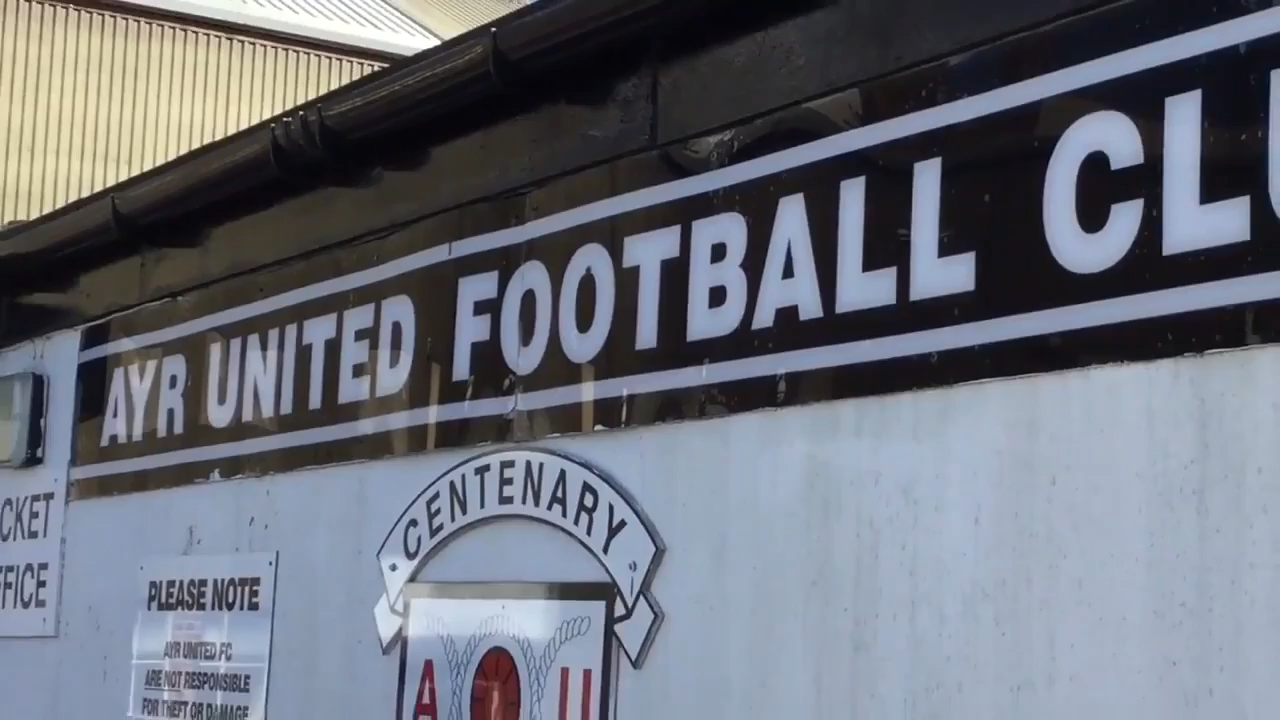 AYR UNITED FOOTBALL CLU
CENTENARY
A U
CKET
FFICE
PLEASE NOTE
AYR UNITED FC
ARE NOT RESPONSIBLE
FOR THEFT OR DAMAGE